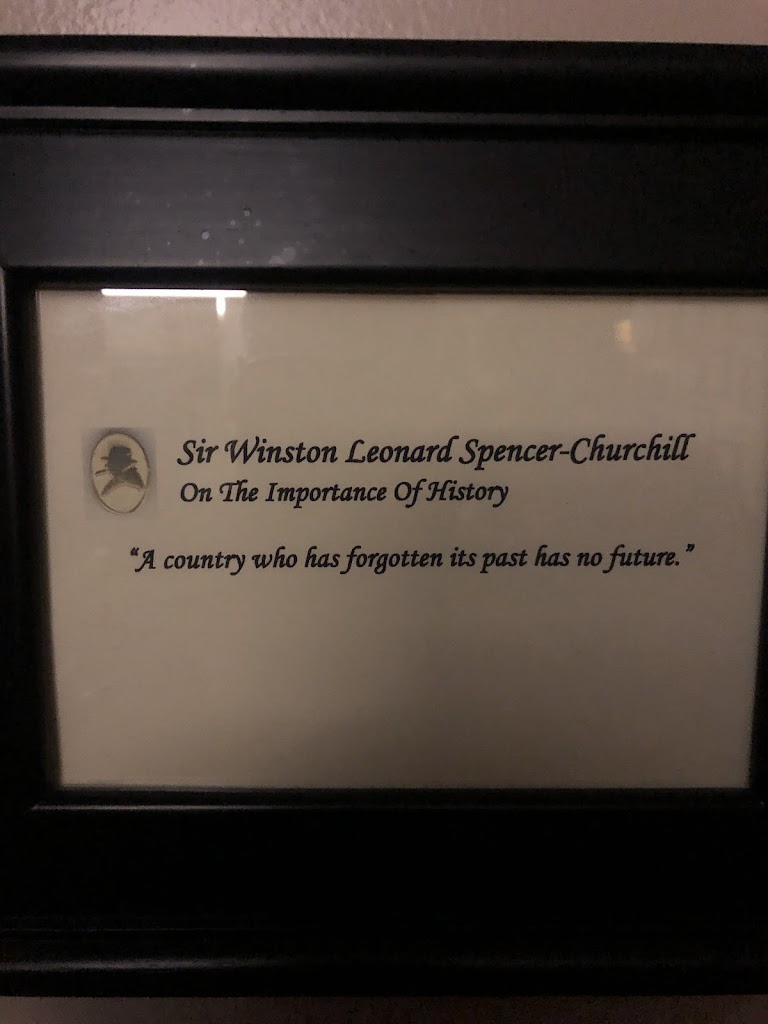 Sir Winston Leonard Spencer-Churchill
On The Importance Of History
“A country who has forgotten its past has no future.”